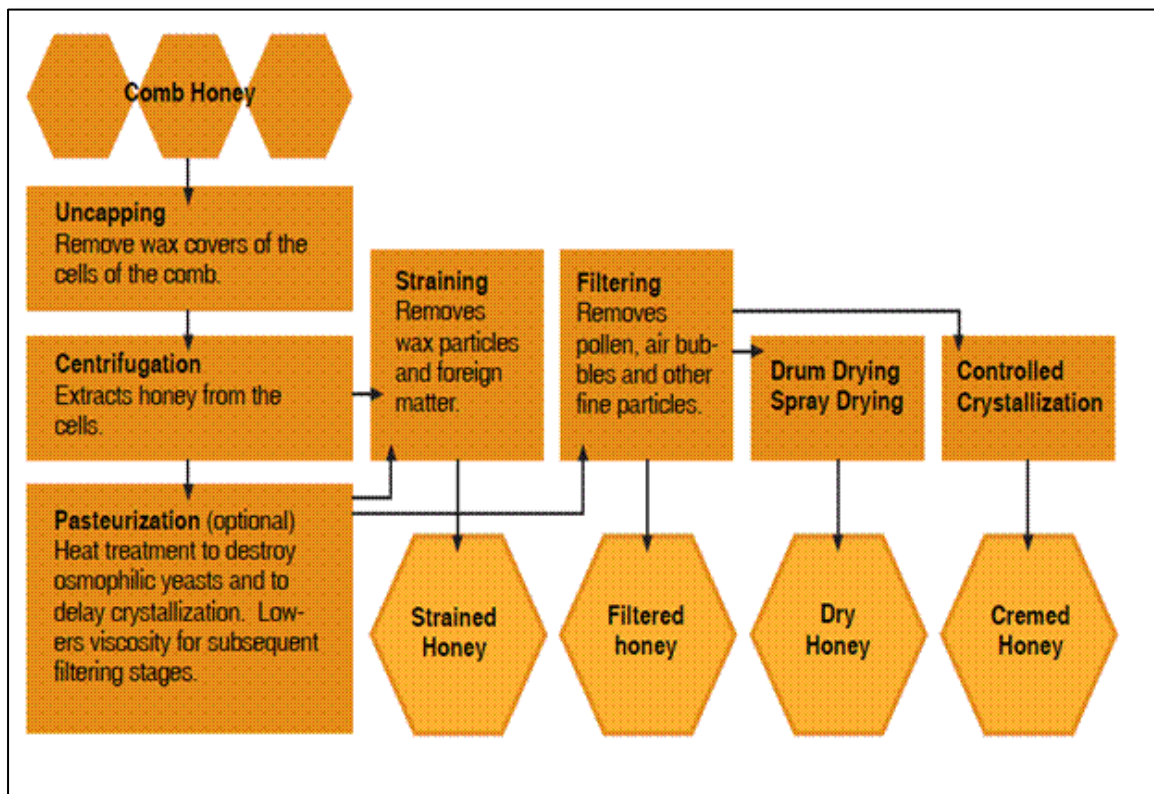 Comb Honey
Uncapping
Remove wax covers of the
cells of the comb.
Centrifugation
Extracts honey from the
cells.
Pasteurization (optional)
Heat treatment to destroy
osmophilic yeasts and to
delay crystallization. Low-
ers viscosity for subsequent
filtering stages.
Straining
Removes
wax particles
and foreign
matter.
Filtering
Removes
pollen, air bub-
bles and other
fine particles.
Drum Drying
Spray Drying
Controlled
Crystallization
Strained
Honey
Filtered
honey
Dry
Honey
Cremed
Honey